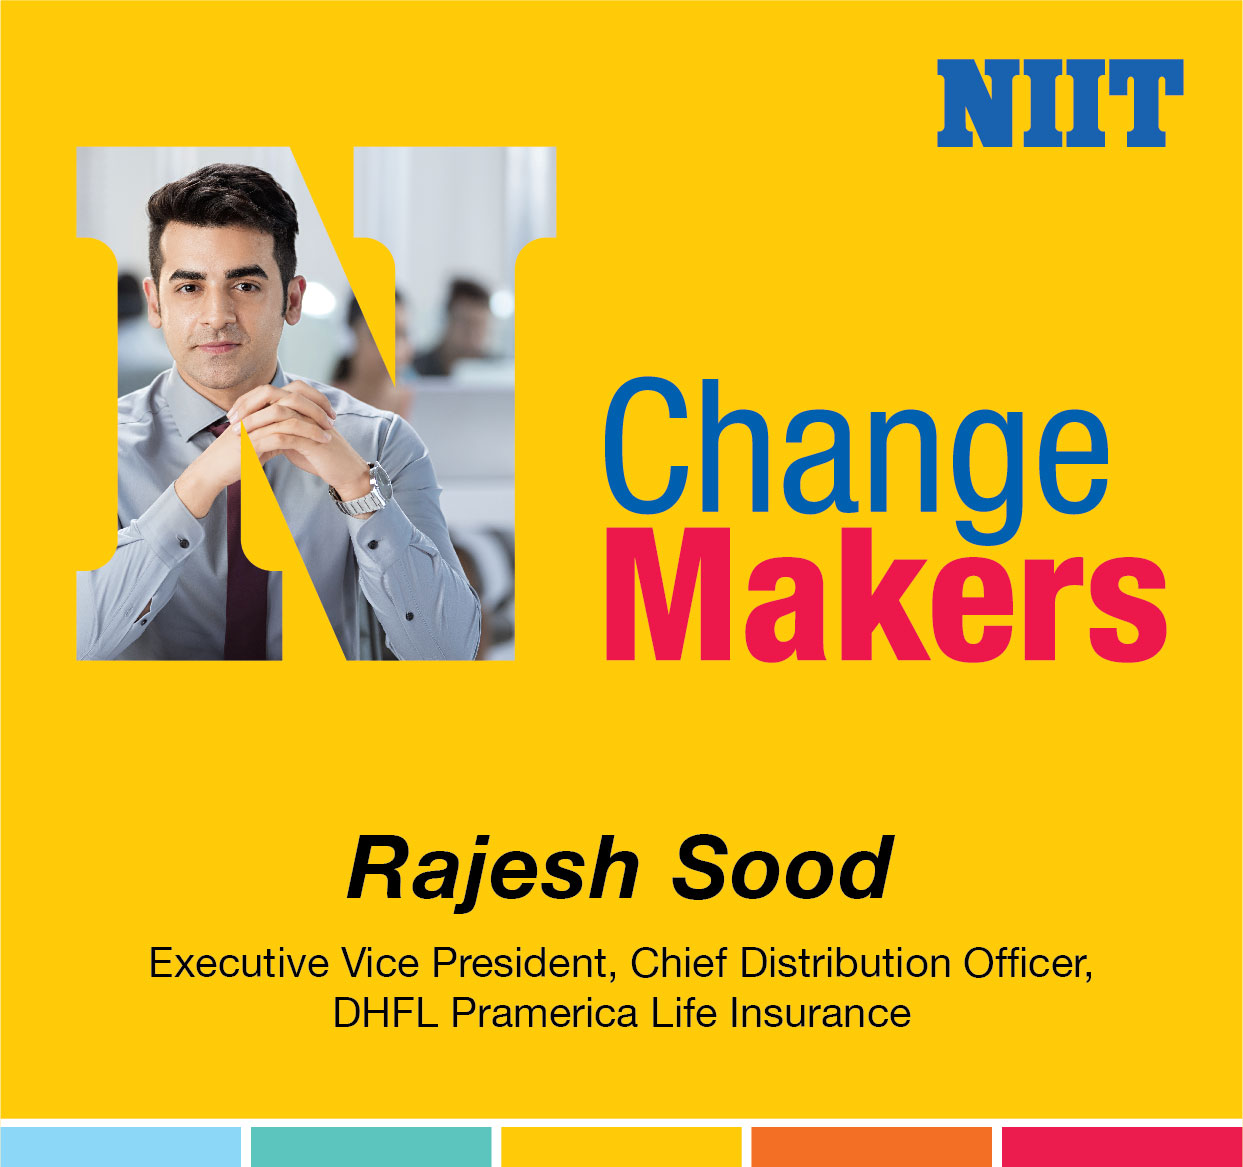 NIIT
N
Change
Makers
Rajesh Sood
Executive Vice President, Chief Distribution Officer,
DHFL Pramerica Life Insurance